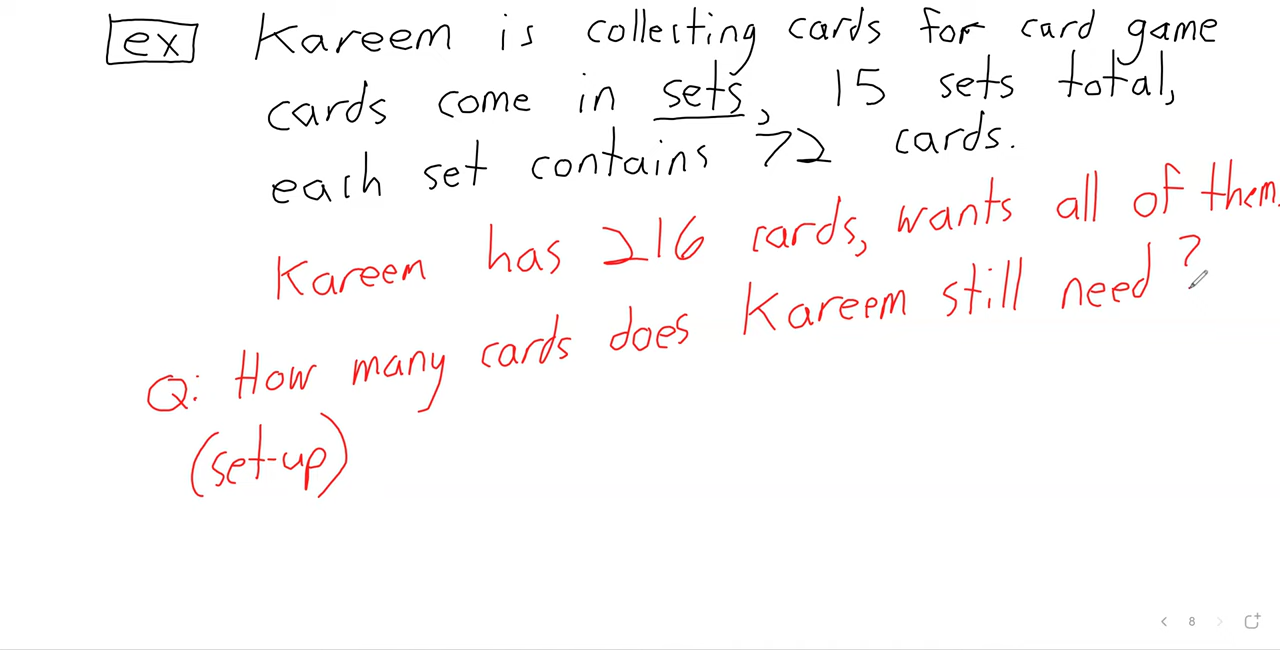 ex Kareem is collecting cards for card game
cards come in sets, 15 sets total,
each set contains 72 cards.
Kareem has 216 cards, wants all of them.
Q: How many cards does Kareem still need?
(set-up)
8